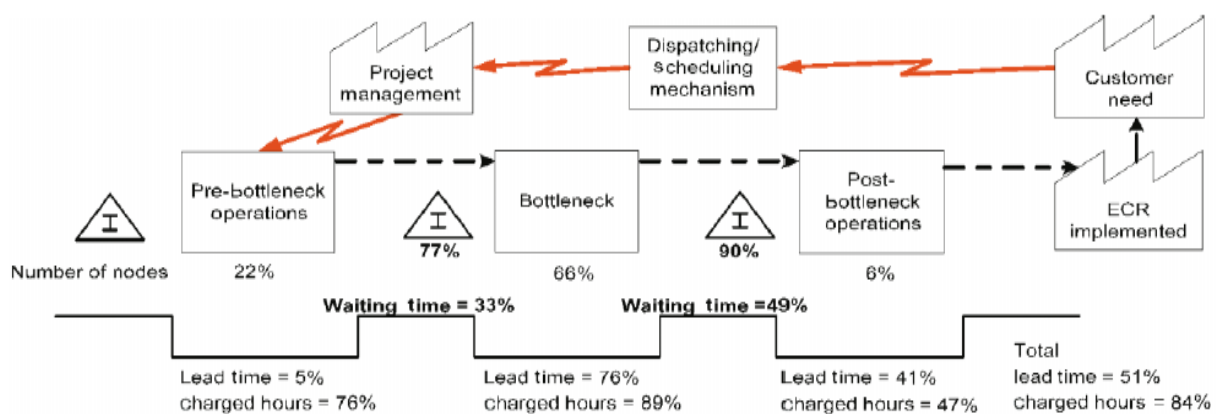 Project
management
Dispatching/
scheduling
mechanism
Customer
need
Pre-bottleneck
operations
Bottleneck
Post-
bottleneck
operations
ECR
implemented
I
I
I
77%
90%
Number of nodes
22%
66%
6%
Waiting time = 33%
Waiting time =49%
Lead time = 5%
Charged hours = 76%
Lead time = 76%
Charged hours = 89%
Lead time = 41%
Charged hours = 47%
Total
lead time = 51%
Charged hours = 84%